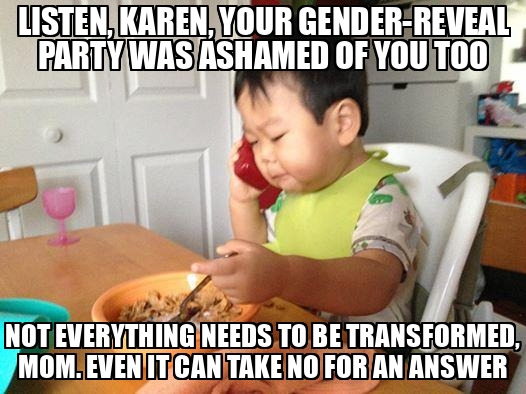 LISTEN, KAREN, YOUR GENDER-REVEAL
PARTY WAS ASHAMED OF YOU TOO
NOT EVERYTHING NEEDS TO BE TRANSFORMED,
MOM. EVEN IT CAN TAKE NO FOR AN ANSWER